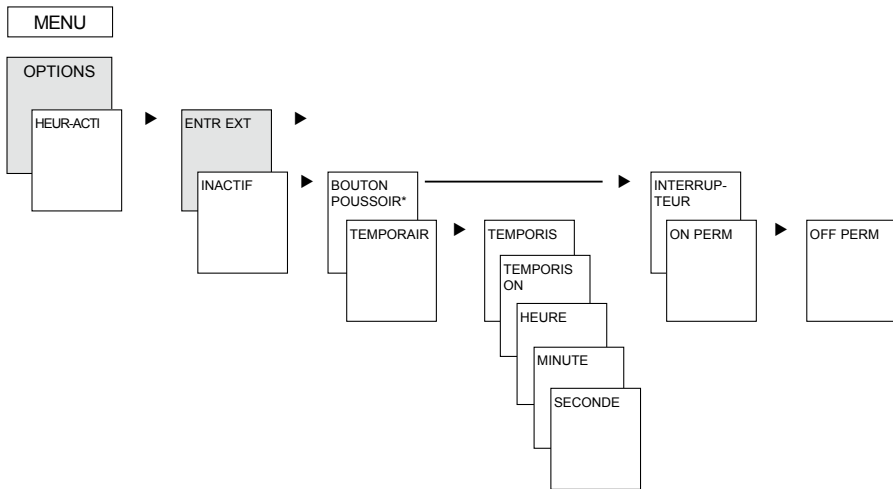 MENU
OPTIONS
HEUR-ACTI
ENTR EXT
INACTIF
BOUTON
POUSSOIR*
TEMPORAIR
TEMPORIS
TEMPORIS
ON
HEURE
MINUTE
SECONDE
INTERRUP-
TEUR
ON PERM
OFF PERM